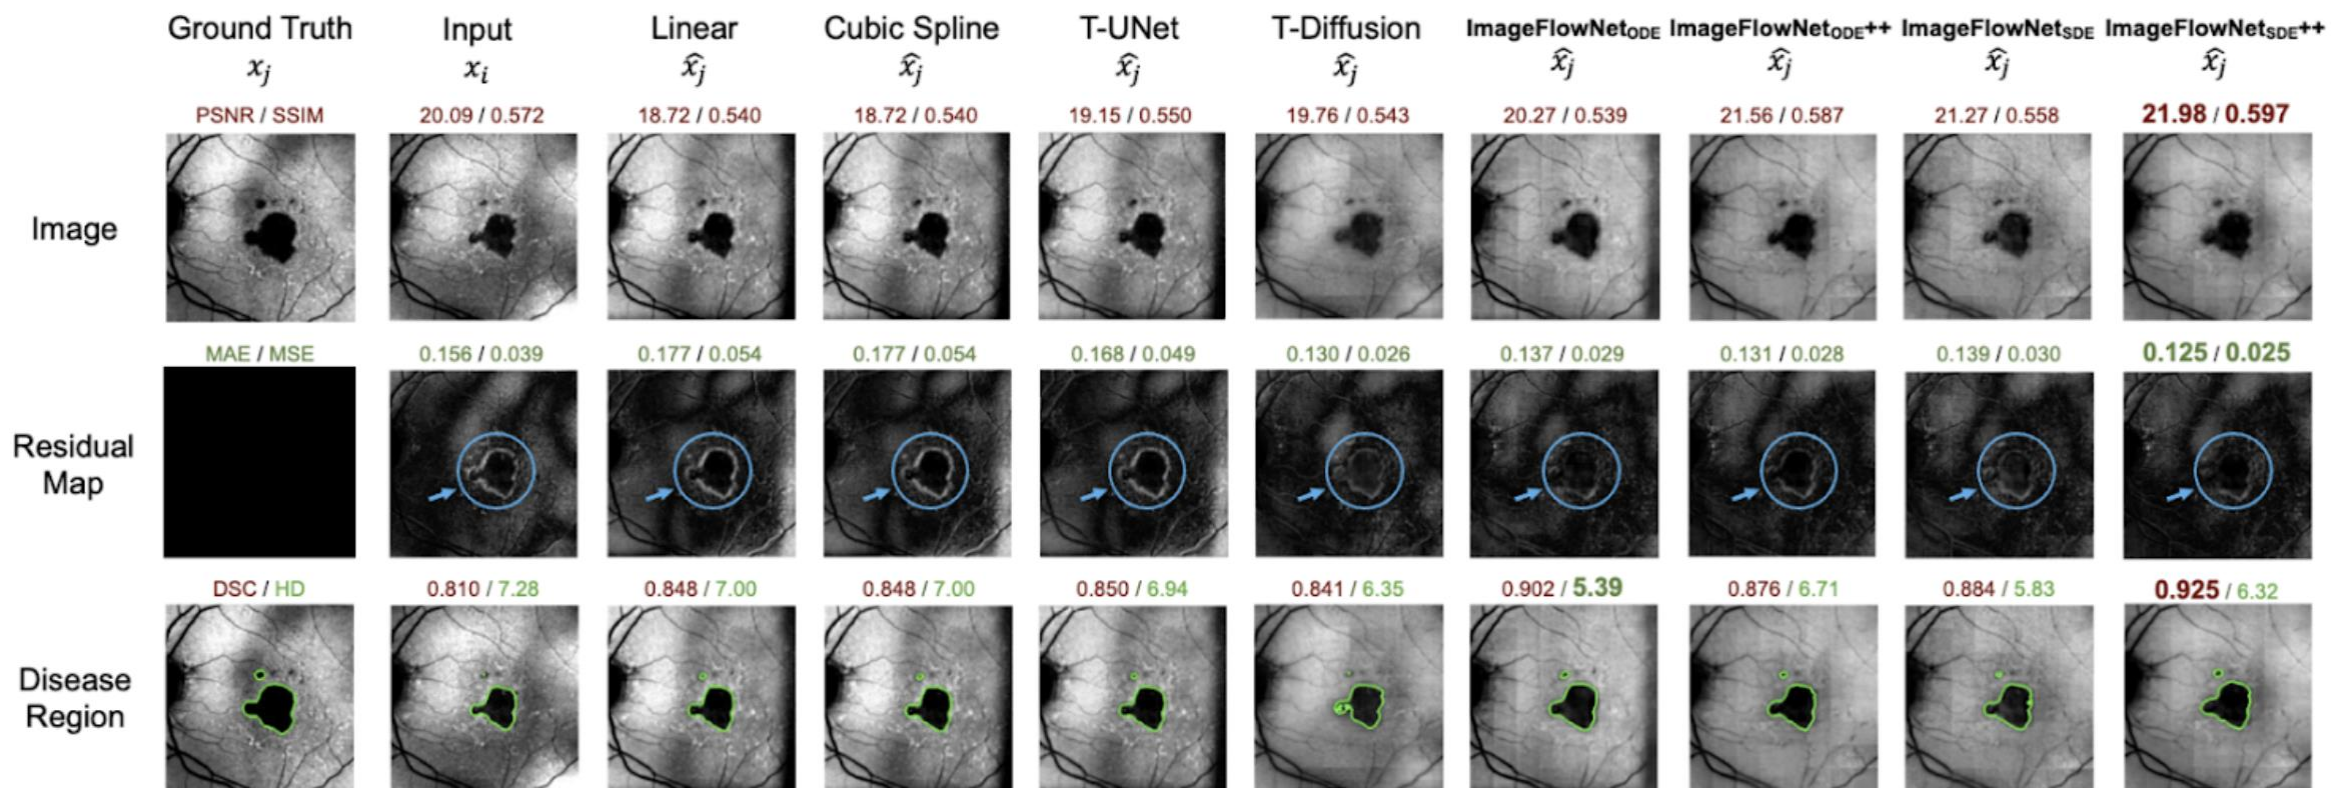 Ground Truth Input Linear Cubic Spline T-UNet T-Diffusion ImageFlowNet_ODE ImageFlowNet_ODE++ ImageFlowNet_SDE ImageFlowNet_SDE++
x_j x_i x̂_j x̂_j x̂_j x̂_j x̂_j x̂_j x̂_j x̂_j
PSNR / SSIM 20.09 / 0.572 18.72 / 0.540 18.72 / 0.540 19.15 / 0.550 19.76 / 0.543 20.27 / 0.539 21.56 / 0.587 21.27 / 0.558 21.98 / 0.597
Image
MAE / MSE 0.156 / 0.039 0.177 / 0.054 0.177 / 0.054 0.168 / 0.049 0.130 / 0.026 0.137 / 0.029 0.131 / 0.028 0.139 / 0.030 0.125 / 0.025
Residual
Map
DSC / HD 0.810 / 7.28 0.848 / 7.00 0.848 / 7.00 0.850 / 6.94 0.841 / 6.35 0.902 / 5.39 0.876 / 6.71 0.884 / 5.83 0.925 / 6.32
Disease
Region